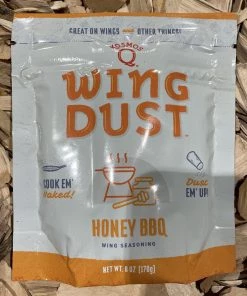 GREAT ON WINGS AND OTHER THINGS!
KOSMOS
Q
WING
DUST
COOK EM'
Naked!
Dust
EM' UP!
HONEY BBQ
WING SEASONING
NET WT. 6 OZ (170g)